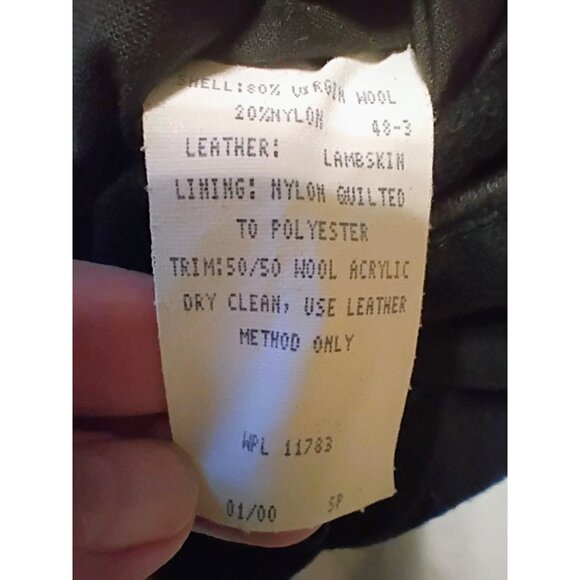 SHELL:80% VIRGIN WOOL
20%NYLON 48-3
LEATHER: LAMBSKIN
LINING: NYLON QUILTED
TO POLYESTER
TRIM:50/50 WOOL ACRYLIC
DRY CLEAN, USE LEATHER
METHOD ONLY
WPL 11783
01/00 SP